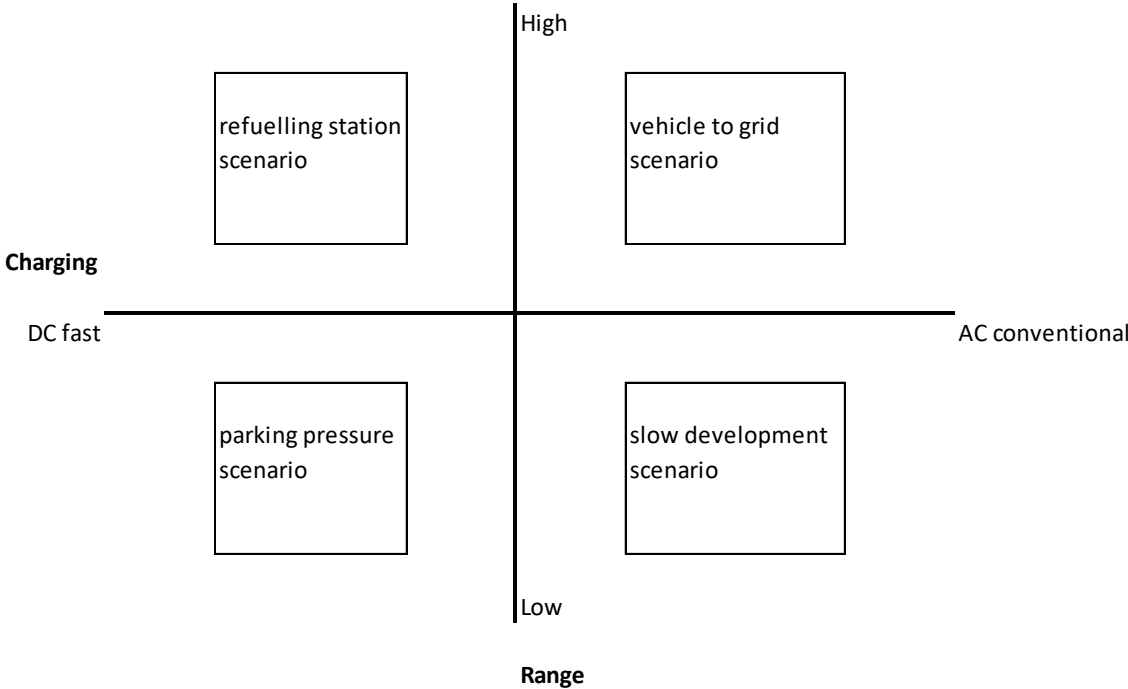 High
refuelling station
scenario
vehicle to grid
scenario
Charging
DC fast
AC conventional
parking pressure
scenario
slow development
scenario
Low
Range